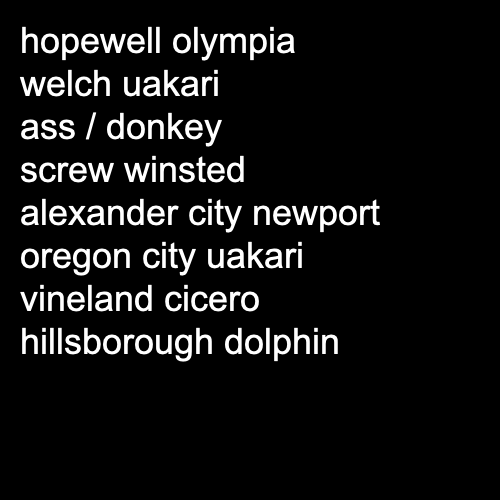 hopewell olympia
welch uakari
ass / donkey
screw winsted
alexander city newport
oregon city uakari
vineland cicero
hillsborough dolphin